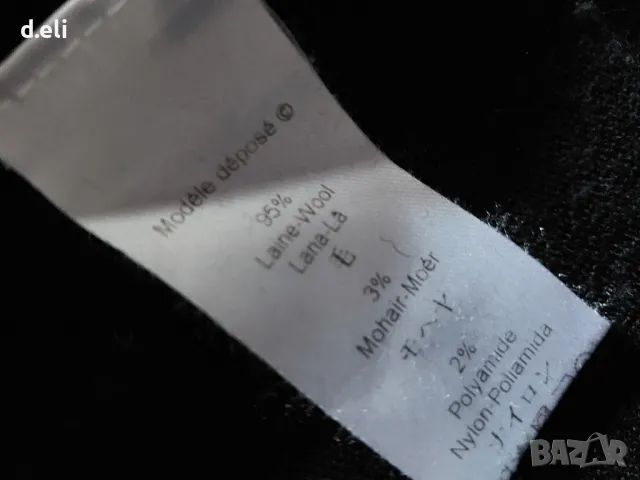 d.eli
Modèle déposé ©
95%
Laine-Wool
Lana-Lã
毛
3%
Mohair-Moér
モヘヤ
2%
Polyamide
Nylon-Poliamida
ナイロン
BAZAR